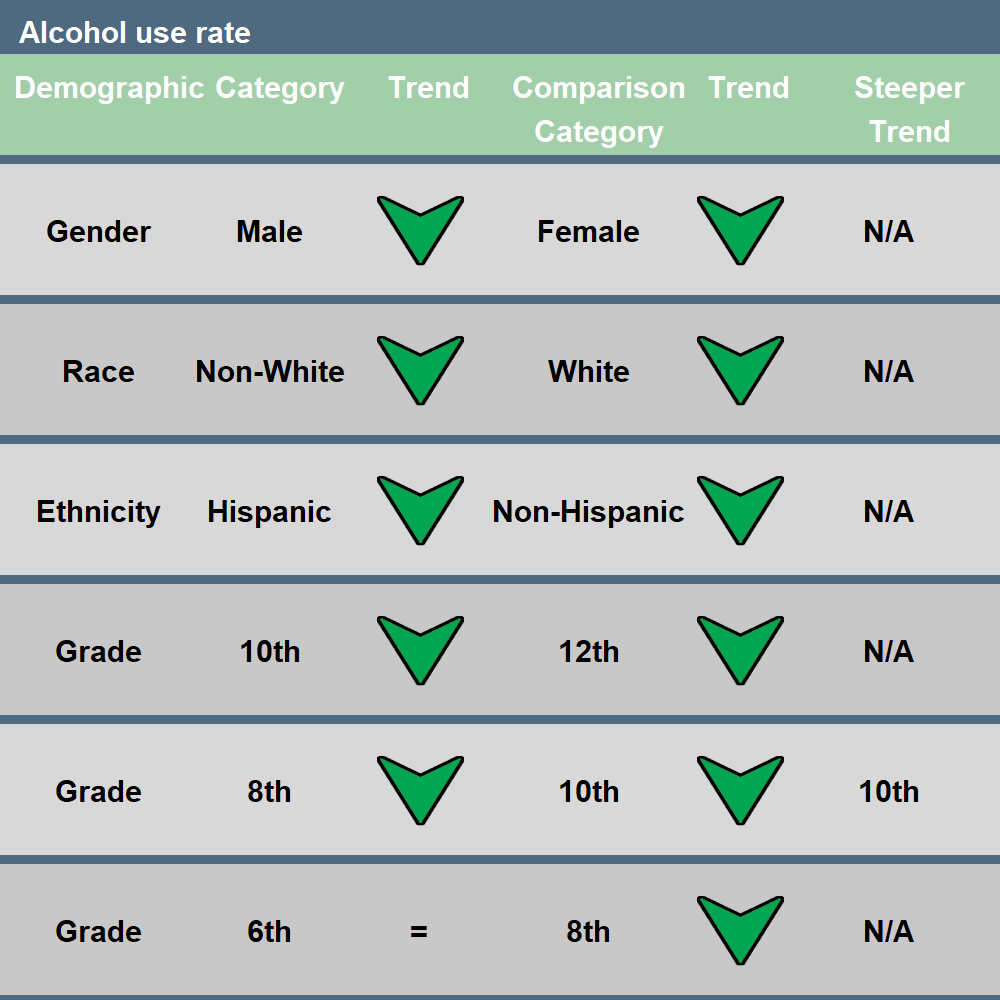 Alcohol use rate
Demographic Category Trend Comparison Category Trend Steeper Trend
Gender Male Female N/A
Race Non-White White N/A
Ethnicity Hispanic Non-Hispanic N/A
Grade 10th 12th N/A
Grade 8th 10th 10th
Grade 6th = 8th N/A